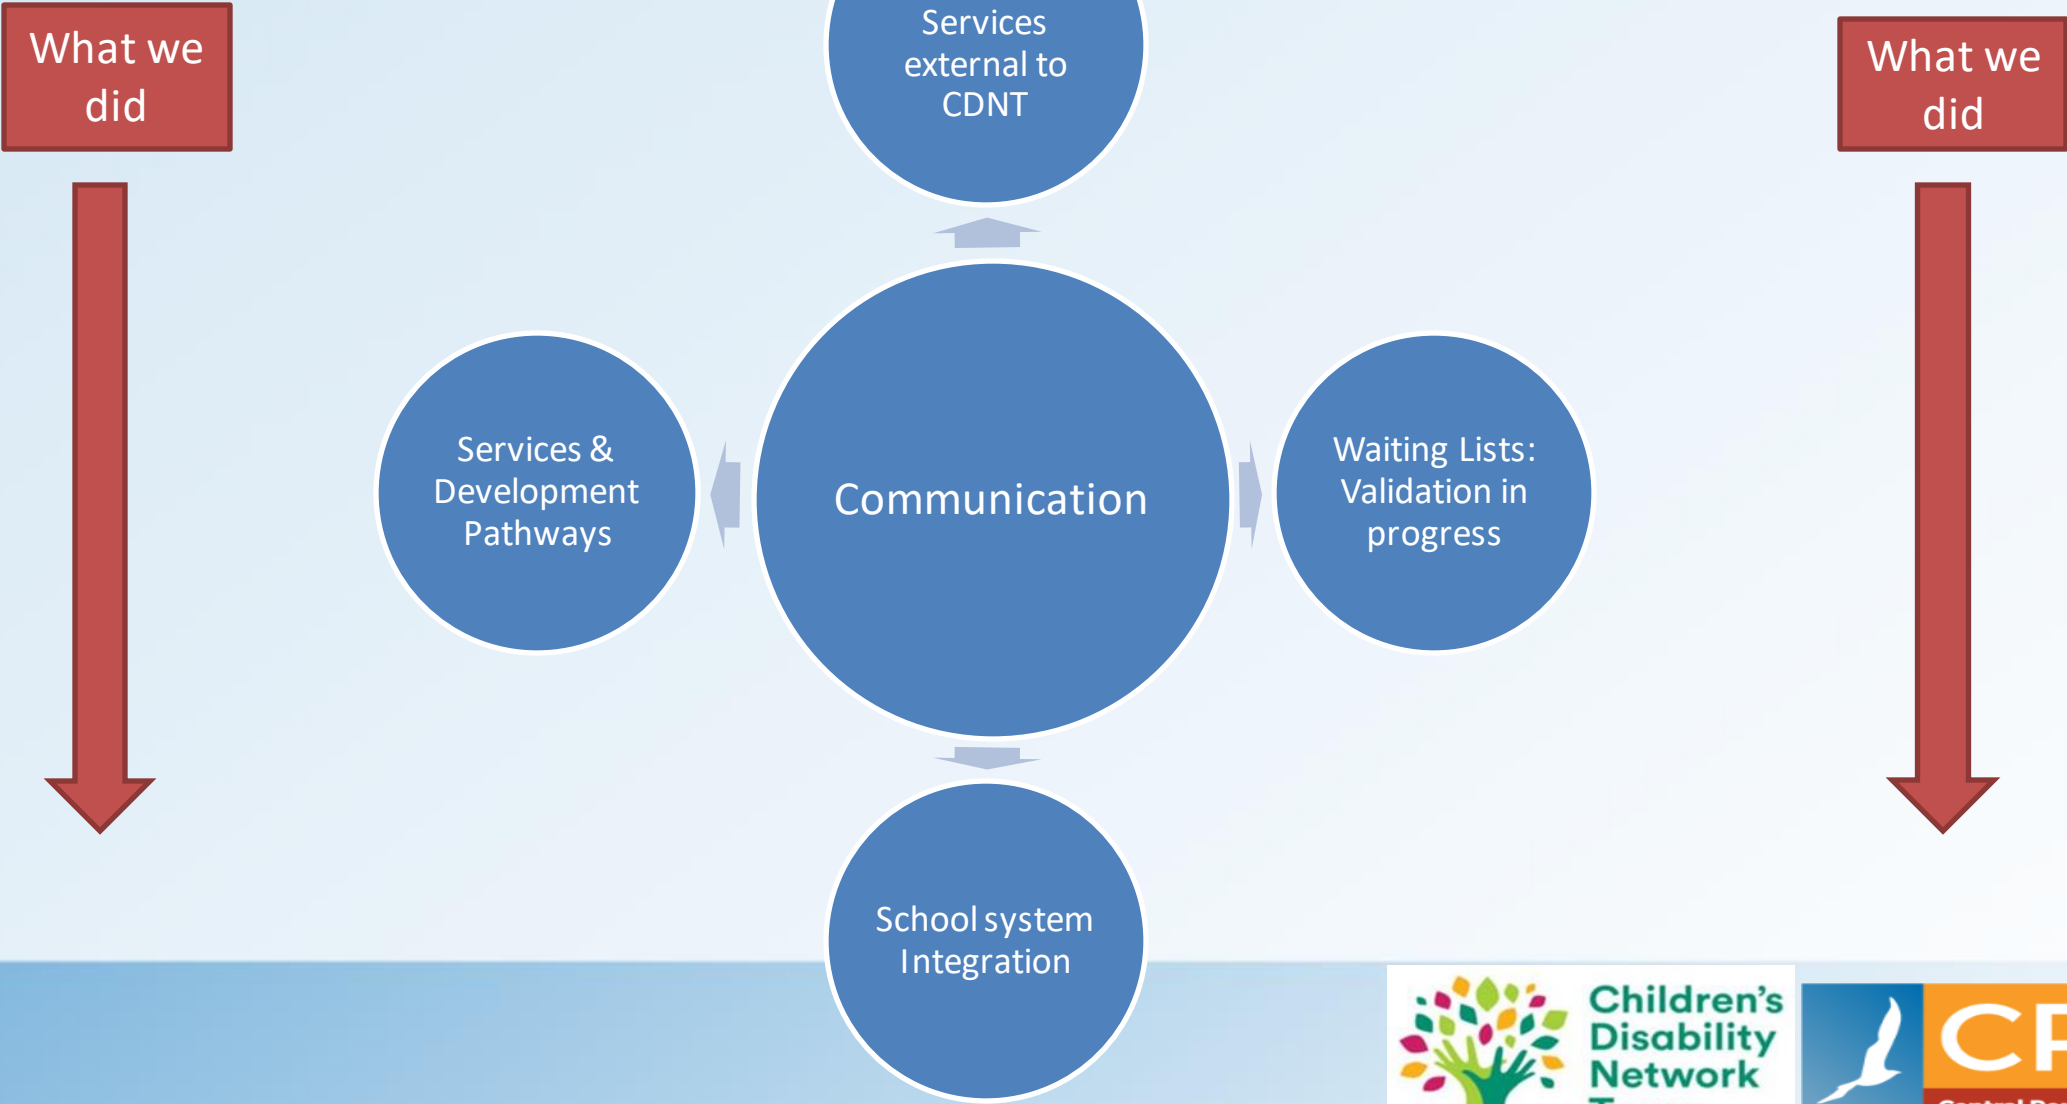 What we
did
Services
external to
CDNT
What we
did
Services &
Development
Pathways
Communication
Waiting Lists:
Validation in
progress
School system
Integration
Children's
Disability
Network